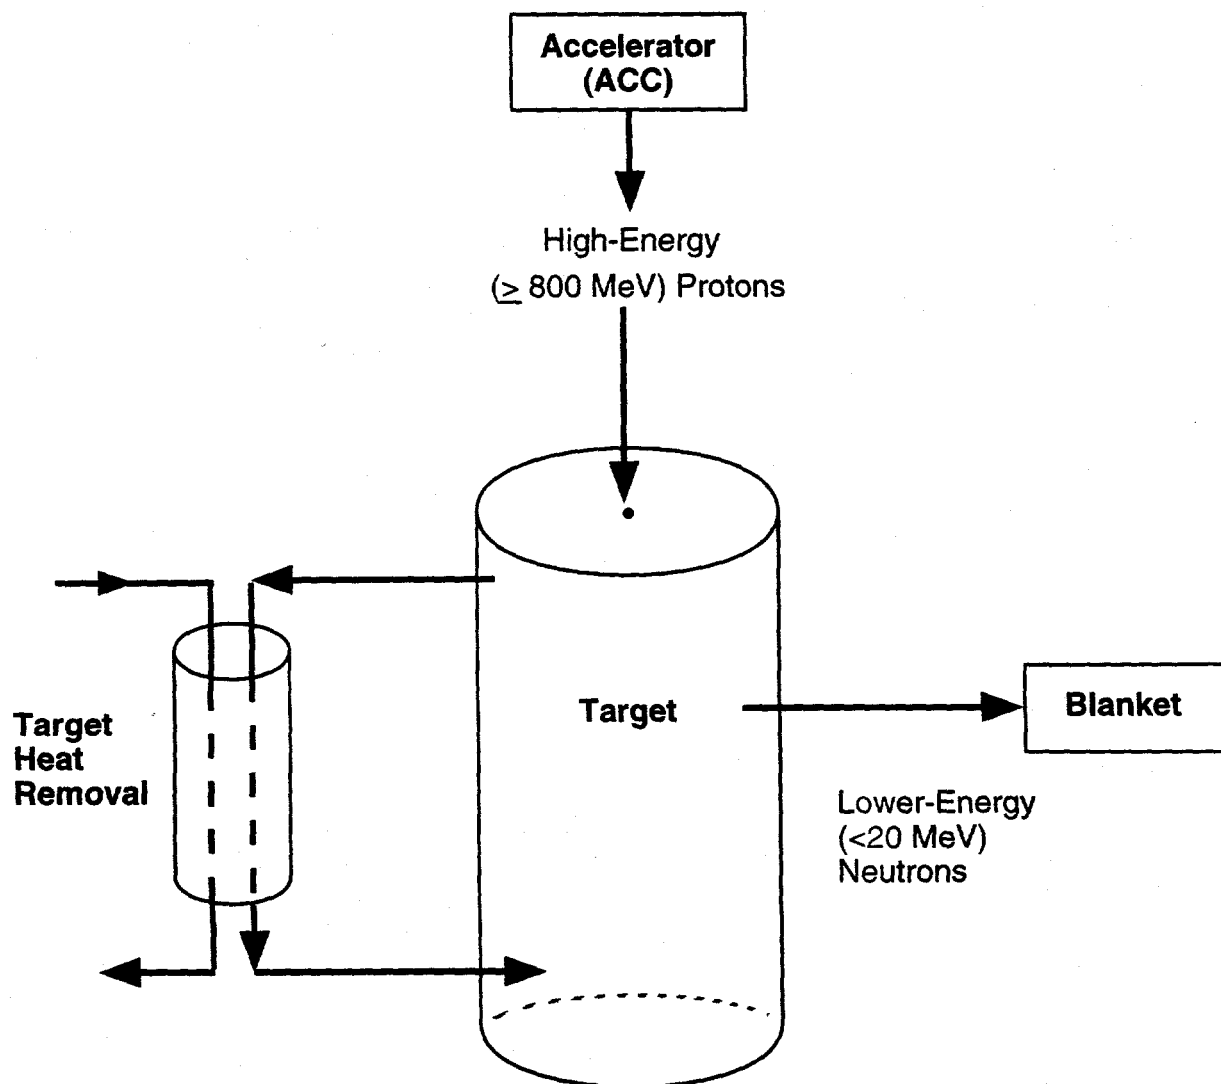 Accelerator
(ACC)
High-Energy
(≥ 800 MeV) Protons
Target
Heat
Removal
Target
Blanket
Lower-Energy
(<20 MeV)
Neutrons